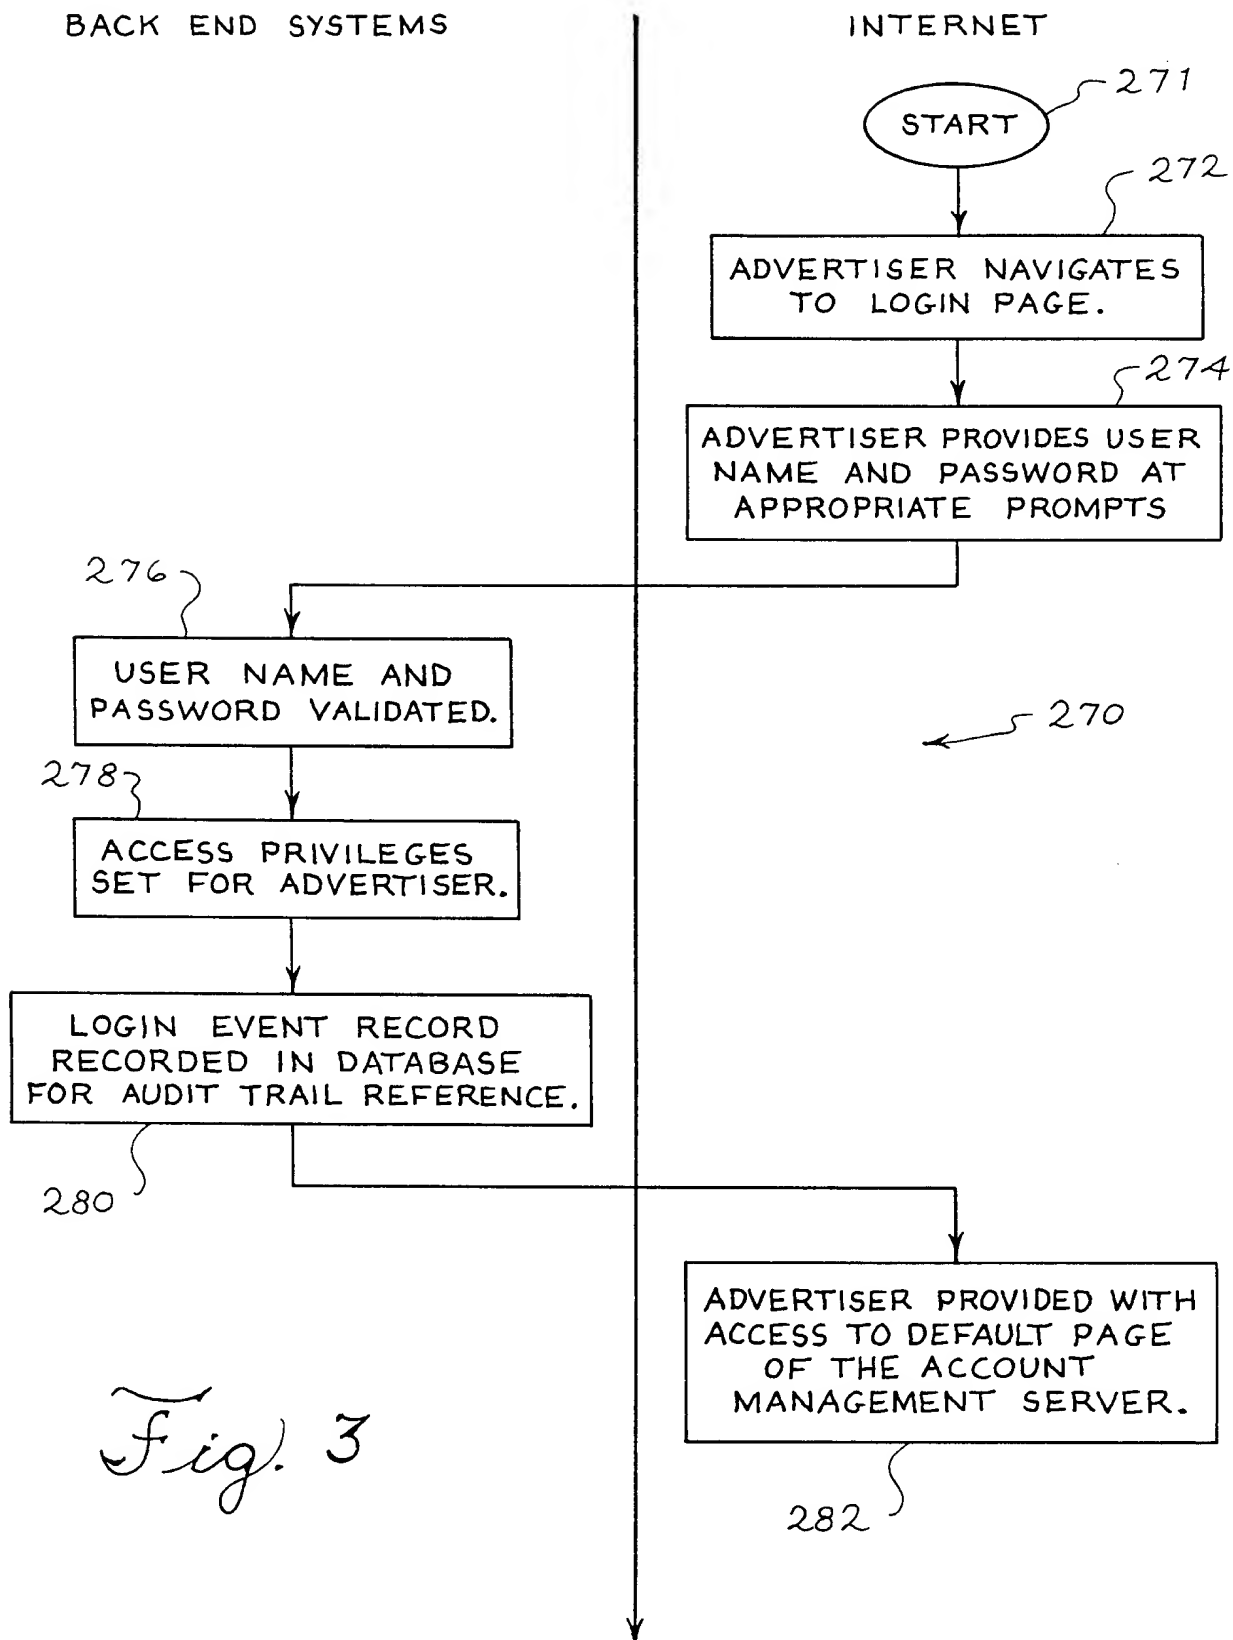 BACK END SYSTEMS
INTERNET
271
START
272
ADVERTISER NAVIGATES
TO LOGIN PAGE.
274
ADVERTISER PROVIDES USER
NAME AND PASSWORD AT
APPROPRIATE PROMPTS
276
USER NAME AND
PASSWORD VALIDATED.
270
278
ACCESS PRIVILEGES
SET FOR ADVERTISER.
LOGIN EVENT RECORD
RECORDED IN DATABASE
FOR AUDIT TRAIL REFERENCE.
280
ADVERTISER PROVIDED WITH
ACCESS TO DEFAULT PAGE
OF THE ACCOUNT
MANAGEMENT SERVER.
282
Fig. 3